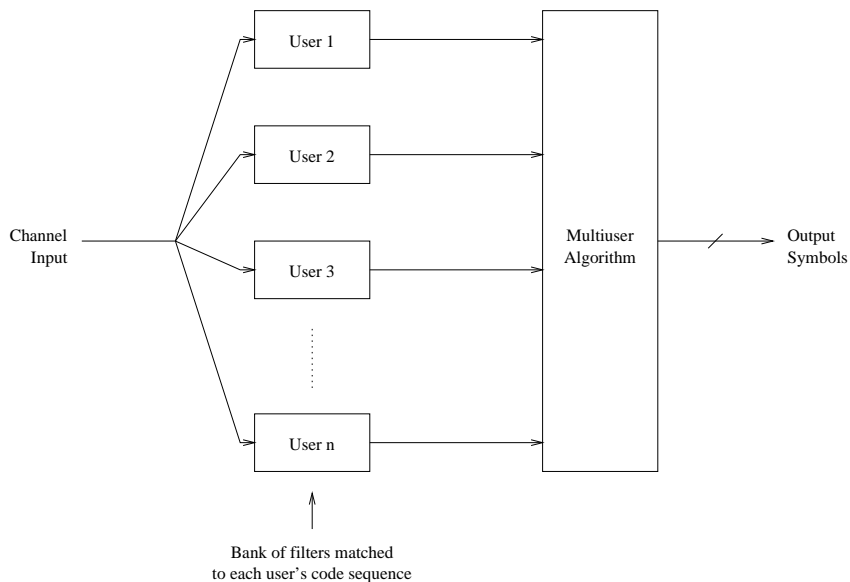 User 1
User 2
Channel
Input
User 3
Multiuser
Algorithm
Output
Symbols
User n
Bank of filters matched
to each user's code sequence